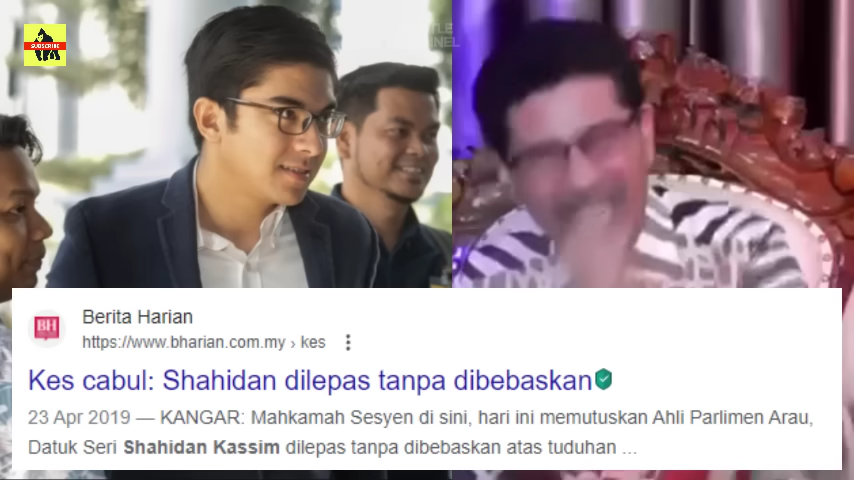 SUBSCRIBE
Berita Harian
BH
https://www.bharian.com.my › kes
Kes cabul: Shahidan dilepas tanpa dibebaskan
23 Apr 2019 — KANGAR: Mahkamah Sesyen di sini, hari ini memutuskan Ahli Parlimen Arau,
Datuk Seri Shahidan Kassim dilepas tanpa dibebaskan atas tuduhan ...